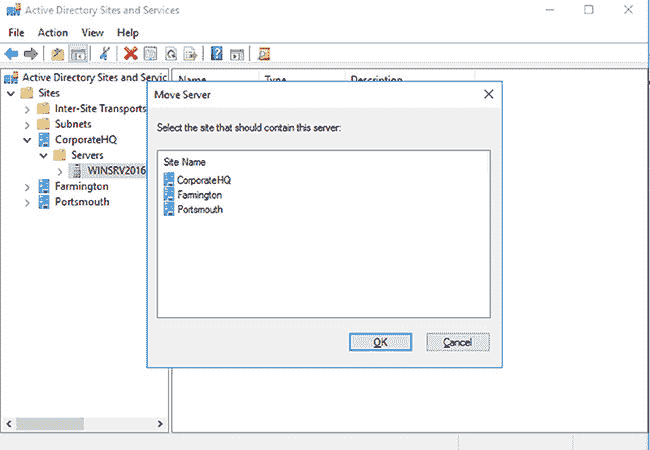 Active Directory Sites and Services
File Action View Help
Active Directory Sites and Servic
Name Type Description
Sites
Inter-Site Transports
Subnets
CorporateHQ
Servers
WINSRV2016
Farmington
Portsmouth
Move Server
Select the site that should contain this server:
Site Name
CorporateHQ
Farmington
Portsmouth
OK Cancel